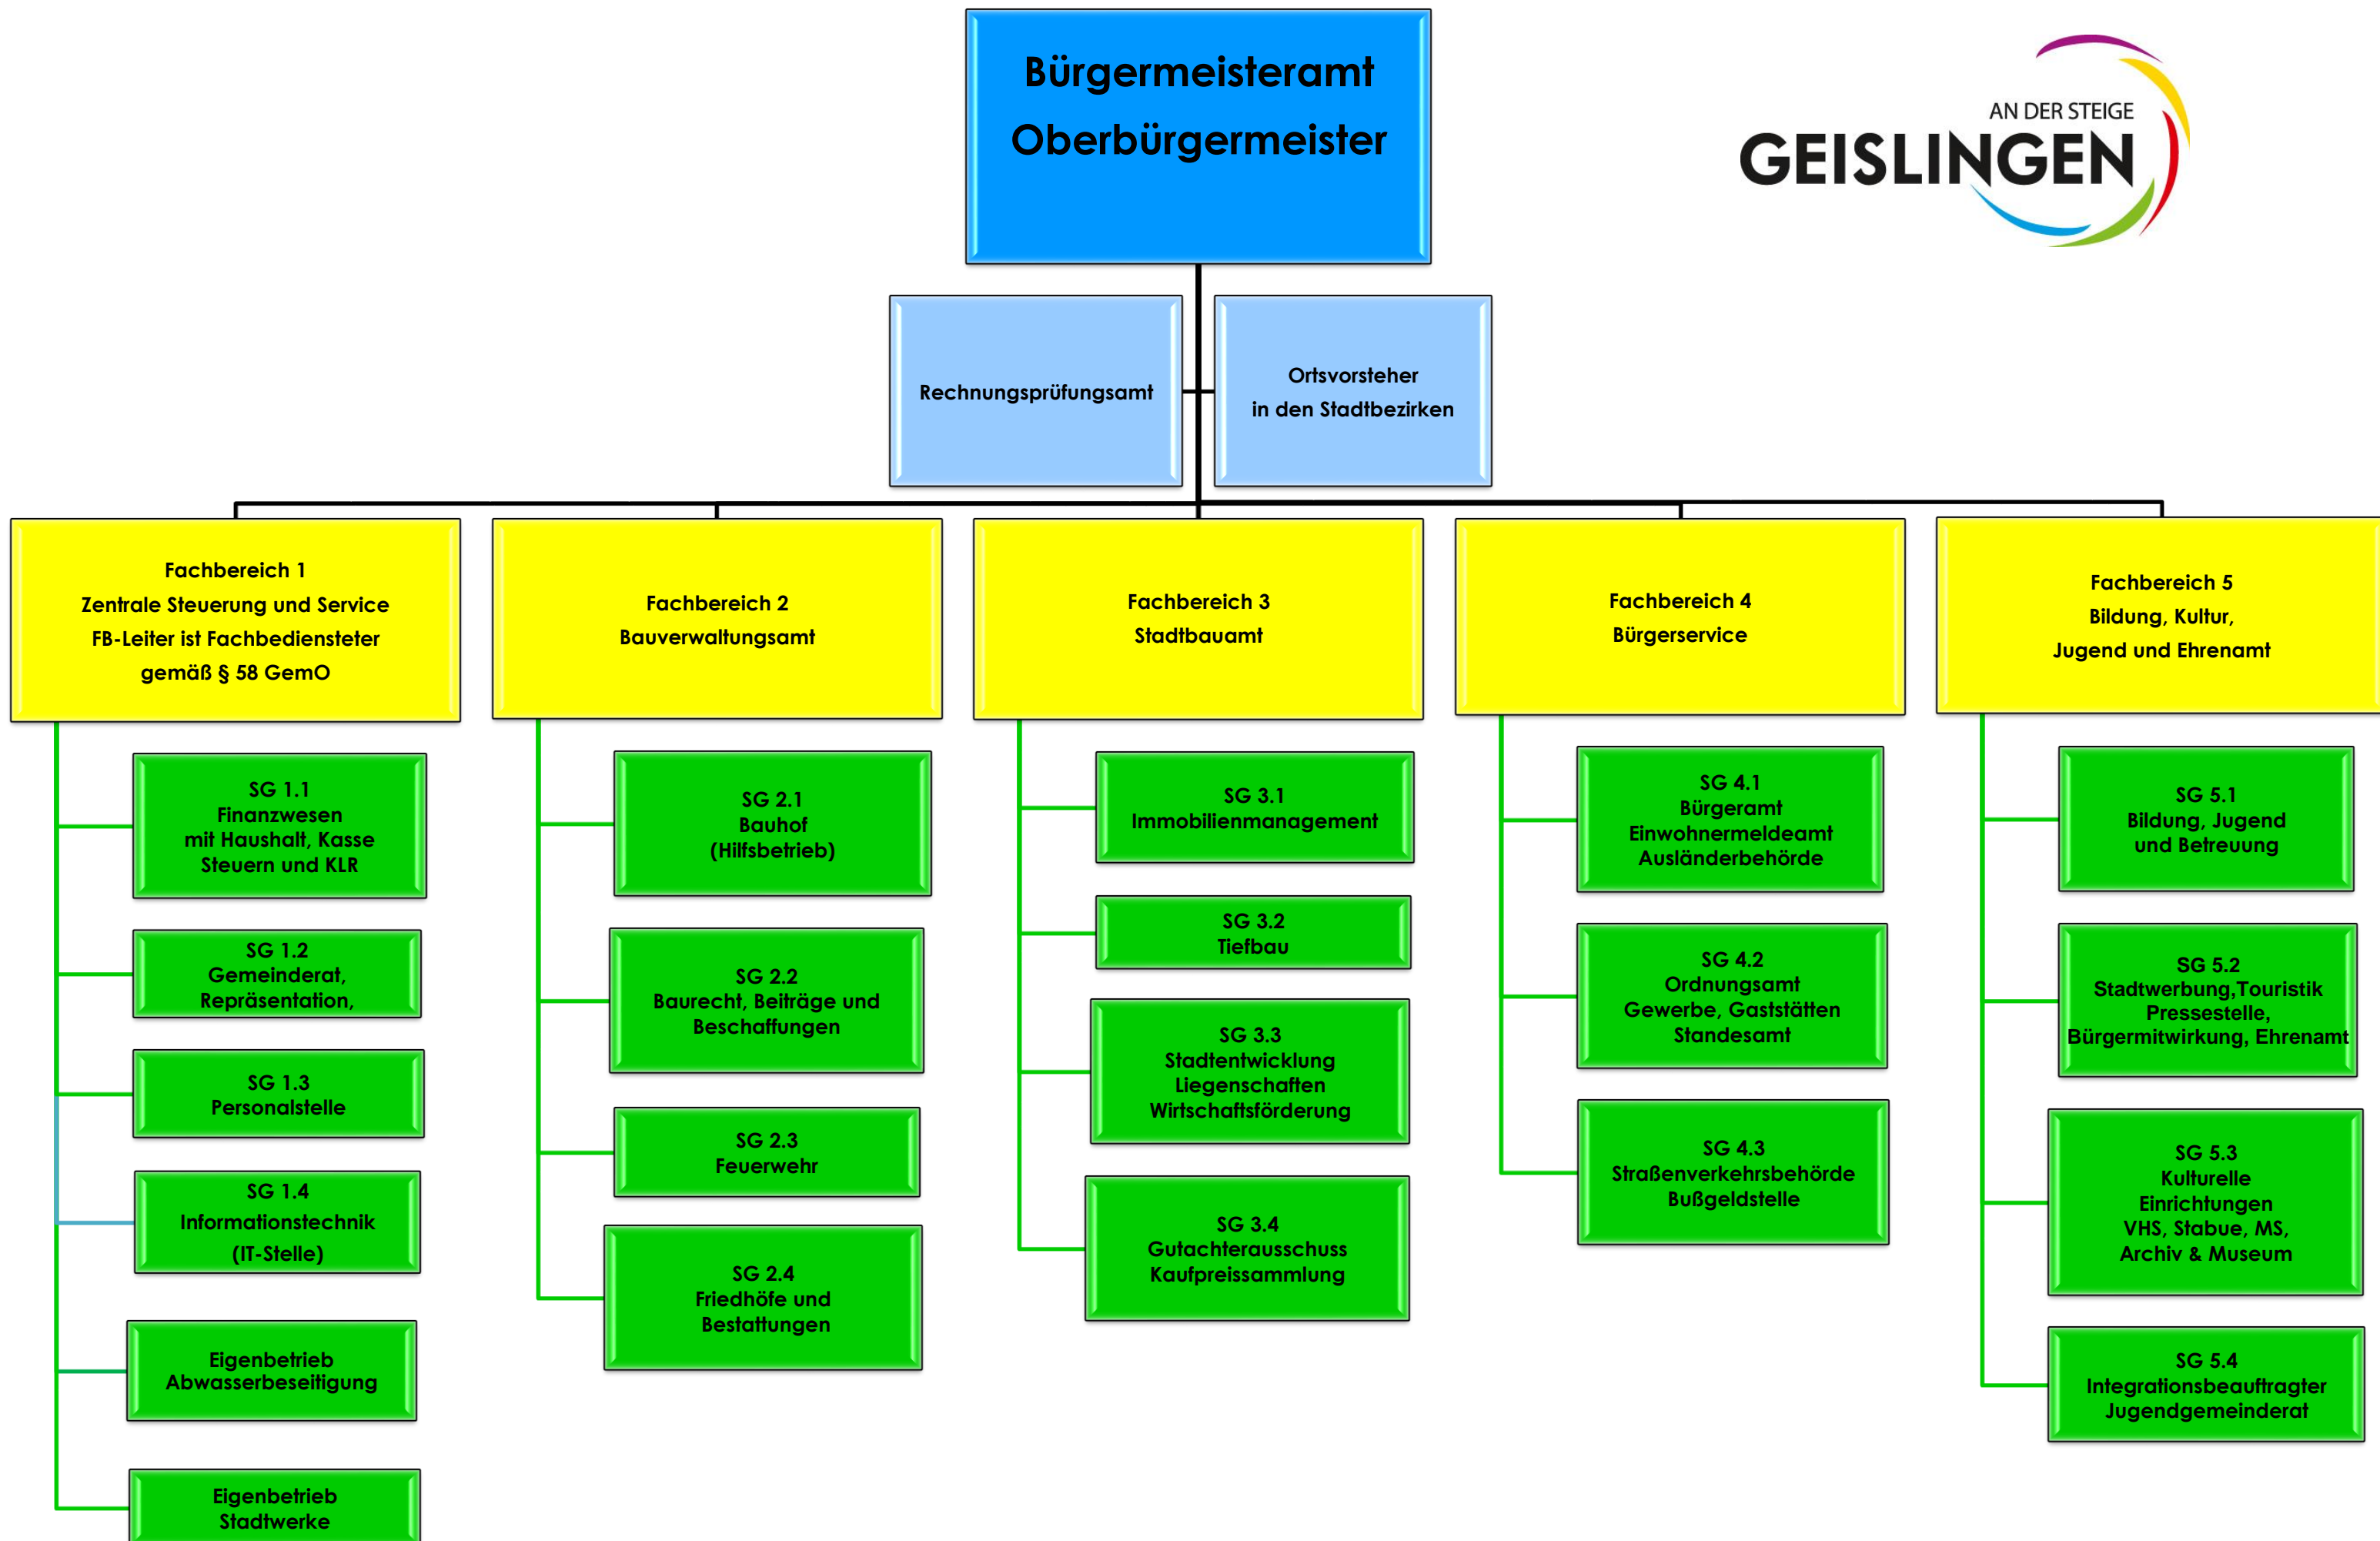 Bürgermeisteramt
Oberbürgermeister
AN DER STEIGE
GEISLINGEN
Rechnungsprüfungsamt
Ortsvorsteher
in den Stadtbezirken
Fachbereich 1
Zentrale Steuerung und Service
FB-Leiter ist Fachbediensteter
gemäß § 58 GemO
Fachbereich 2
Bauverwaltungsamt
Fachbereich 3
Stadtbauamt
Fachbereich 4
Bürgerservice
Fachbereich 5
Bildung, Kultur,
Jugend und Ehrenamt
SG 1.1
Finanzwesen
mit Haushalt, Kasse
Steuern und KLR
SG 1.2
Gemeinderat,
Repräsentation,
SG 1.3
Personalstelle
SG 1.4
Informationstechnik
(IT-Stelle)
Eigenbetrieb
Abwasserbeseitigung
Eigenbetrieb
Stadtwerke
SG 2.1
Bauhof
(Hilfsbetrieb)
SG 2.2
Baurecht, Beiträge und
Beschaffungen
SG 2.3
Feuerwehr
SG 2.4
Friedhöfe und
Bestattungen
SG 3.1
Immobilienmanagement
SG 3.2
Tiefbau
SG 3.3
Stadtentwicklung
Liegenschaften
Wirtschaftsförderung
SG 3.4
Gutachterausschuss
Kaufpreissammlung
SG 4.1
Bürgeramt
Einwohnermeldeamt
Ausländerbehörde
SG 4.2
Ordnungsamt
Gewerbe, Gaststätten
Standesamt
SG 4.3
Straßenverkehrsbehörde
Bußgeldstelle
SG 5.1
Bildung, Jugend
und Betreuung
SG 5.2
Stadtwerbung,Touristik
Pressestelle,
Bürgermitwirkung, Ehrenamt
SG 5.3
Kulturelle
Einrichtungen
VHS, Stabue, MS,
Archiv & Museum
SG 5.4
Integrationsbeauftragter
Jugendgemeinderat